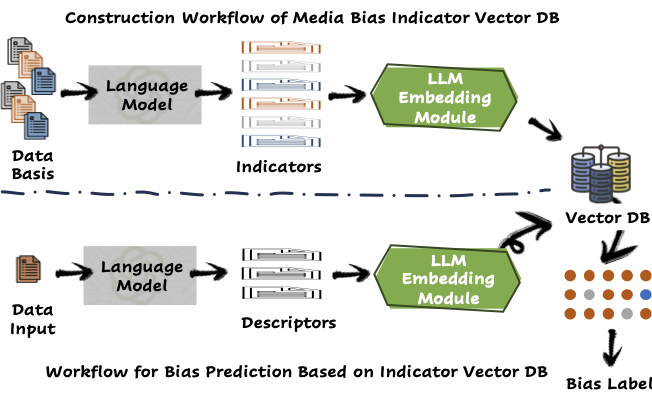 Construction Workflow of Media Bias Indicator Vector DB
Data
Basis
Language
Model
Indicators
LLM
Embedding
Module
Vector DB
Data
Input
Language
Model
Descriptors
LLM
Embedding
Module
Bias Label
Workflow for Bias Prediction Based on Indicator Vector DB